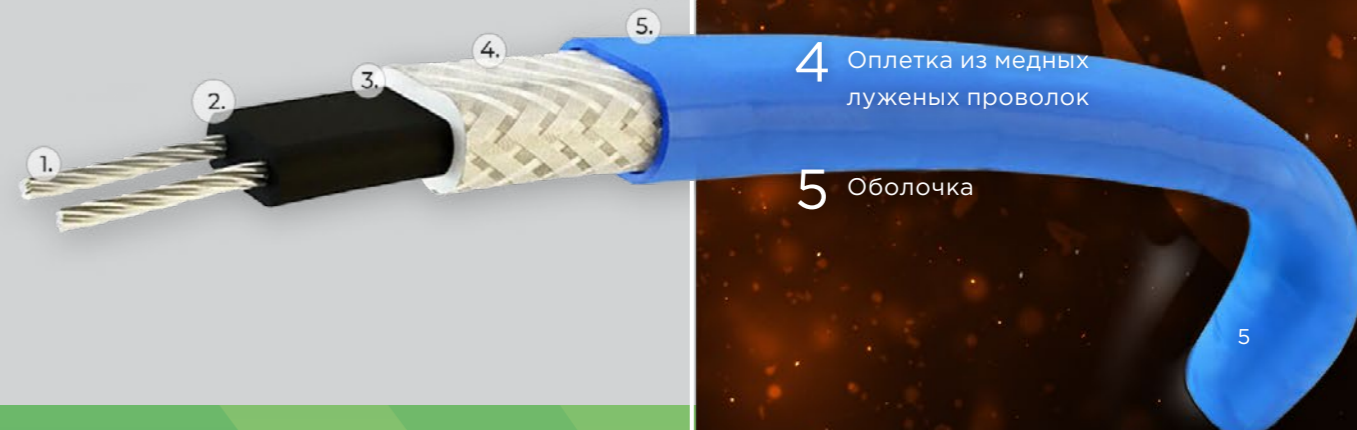 1.
2.
3.
4.
5.
4 Оплетка из медных
луженых проволок
5 Оболочка
5